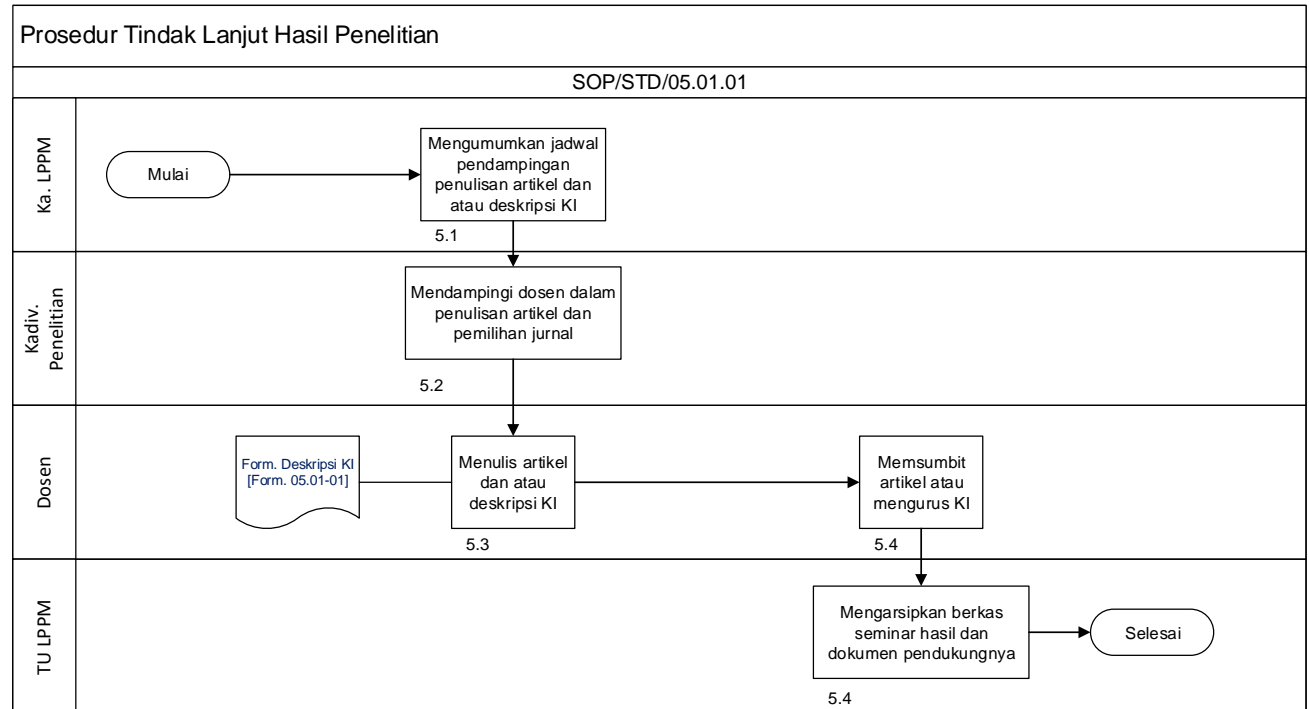 Prosedur Tindak Lanjut Hasil Penelitian
SOP/STD/05.01.01
Ka. LPPM
Mulai
Mengumumkan jadwal
pendampingan
penulisan artikel dan
atau deskripsi KI
5.1
Kadiv.
Penelitian
Mendampingi dosen dalam
penulisan artikel dan
pemilihan jurnal
5.2
Dosen
Form. Deskripsi KI
[Form. 05.01-01]
Menulis artikel
dan atau
deskripsi KI
5.3
Memsumbit
artikel atau
mengurus KI
5.4
TU LPPM
Mengarsipkan berkas
seminar hasil dan
dokumen pendukungnya
5.4
Selesai